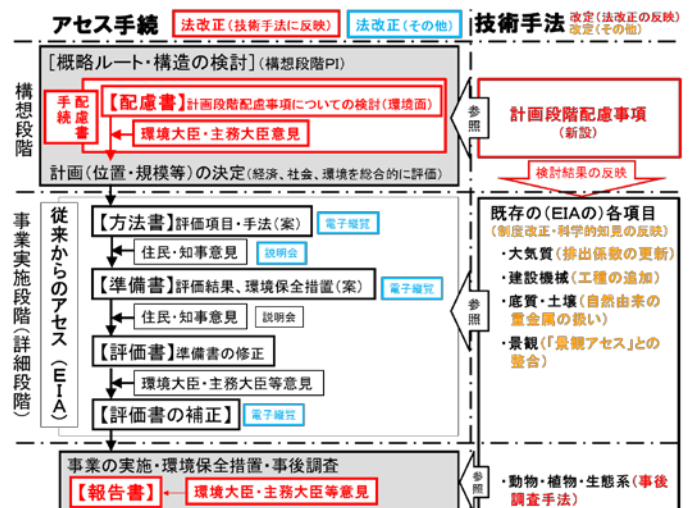 アセス手続
法改正(技術手法に反映)
法改正(その他)
技術手法
改定(法改正の反映)
改定(その他)
構想段階
[概略ルート・構造の検討](構想段階PI)
配慮書手続
【配慮書】計画段階配慮事項についての検討(環境面)
環境大臣・主務大臣意見
計画(位置・規模等)の決定(経済、社会、環境を総合的に評価)
参照
計画段階配慮事項
(新設)
検討結果の反映
事業実施段階(詳細段階)
従来からのアセス(EIA)
【方法書】評価項目・手法(案)
電子縦覧
住民・知事意見
説明会
【準備書】評価結果、環境保全措置(案)
電子縦覧
住民・知事意見
説明会
【評価書】準備書の修正
環境大臣・主務大臣等意見
【評価書の補正】
電子縦覧
参照
既存の(EIAの)各項目
(制度改正・科学的知見の反映)
・大気質(排出係数の更新)
・建設機械(工種の追加)
・底質・土壌(自然由来の
重金属の扱い)
・景観(「景観アセス」との
整合)
事業の実施・環境保全措置・事後調査
【報告書】
環境大臣・主務大臣等意見
参照
・動物・植物・生態系(事後
調査手法)